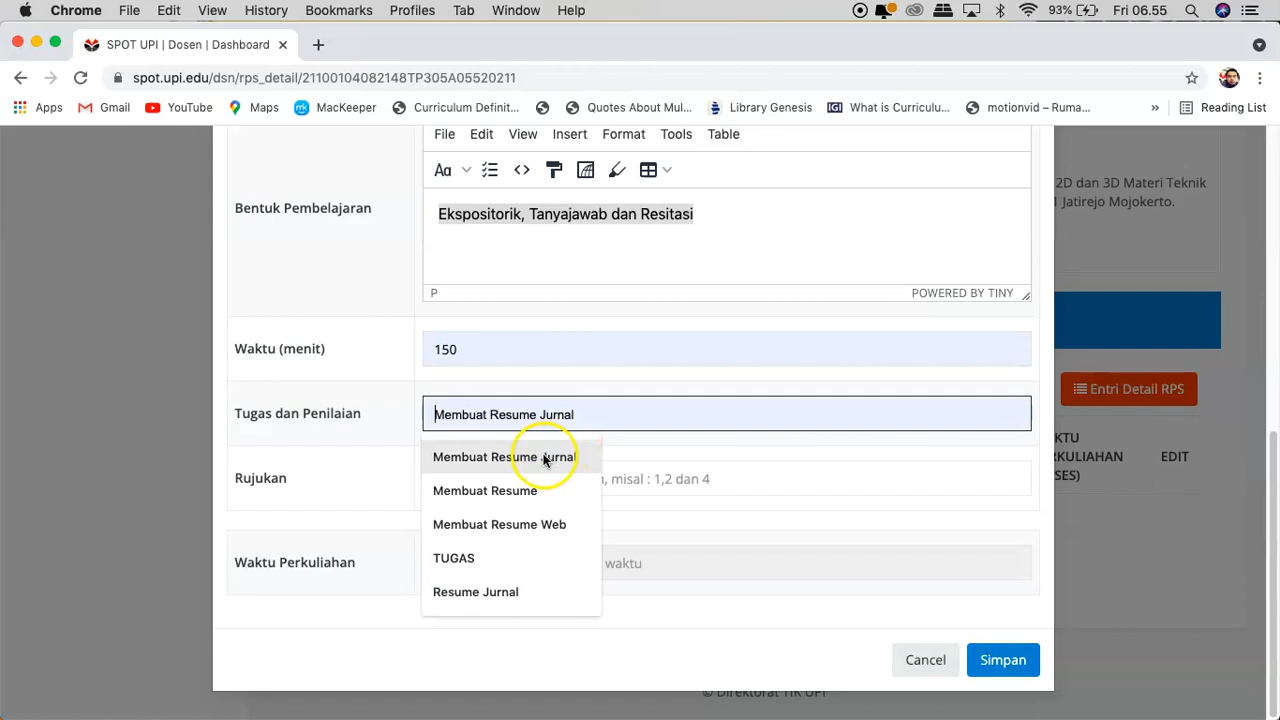 Chrome File Edit View History Bookmarks Profiles Tab Window Help 93% Fri 06.55
SPOT UPI | Dosen | Dashboard
spot.upi.edu/dsn/rps_detail/21100104082148TP305A05520211
Apps Gmail YouTube Maps MacKeeper Curriculum Definit... Quotes About Mul... Library Genesis IGI What is Curriculu... motionvid – Ruma... » Reading List
File Edit View Insert Format Tools Table
Aa
2D dan 3D Materi Teknik
1 Jatirejo Mojokerto.
Bentuk Pembelajaran
Ekspositorik, Tanyajawab dan Resitasi
P POWERED BY TINY
Waktu (menit) 150
Entri Detail RPS
Tugas dan Penilaian Membuat Resume Jurnal
KTU
RKULIAHAN EDIT
SES)
Membuat Resume Jurnal
Rujukan , misal : 1,2 dan 4
Membuat Resume
Membuat Resume Web
TUGAS
Waktu Perkuliahan waktu
Resume Jurnal
Cancel Simpan
© Direktorat TIK UPI